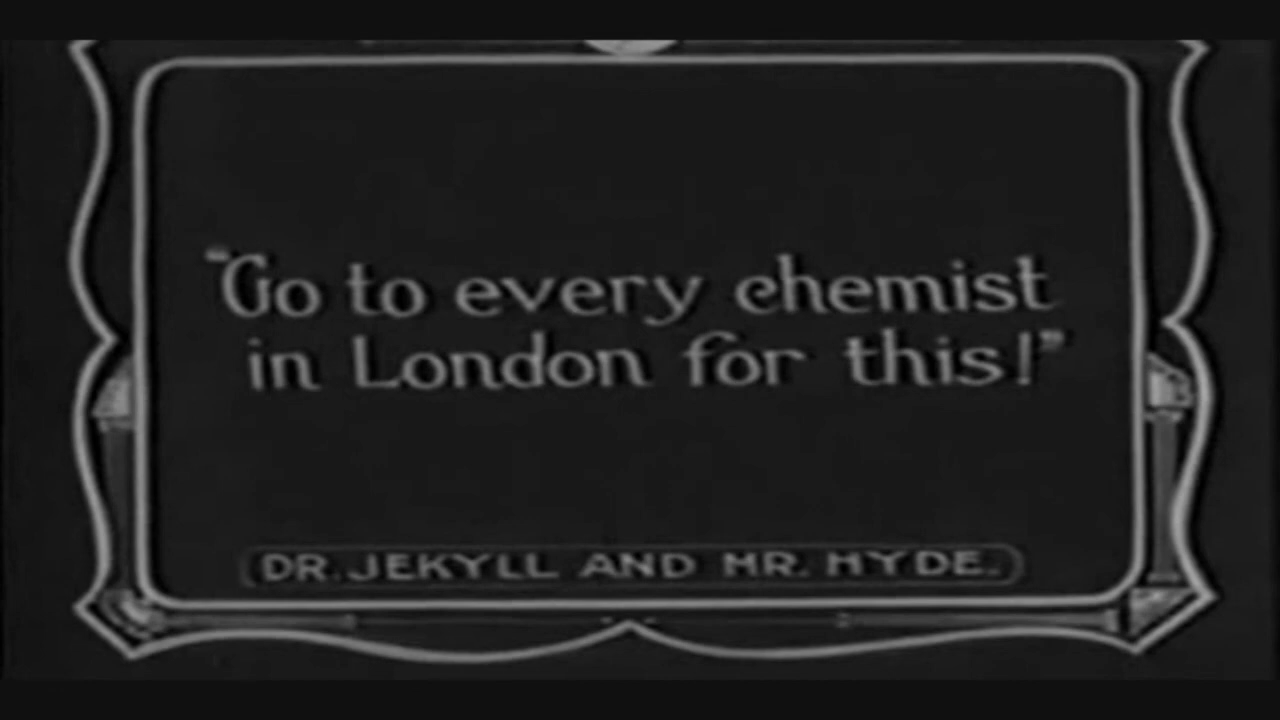 “Go to every chemist
in London for this!”
DR. JEKYLL AND MR. HYDE.